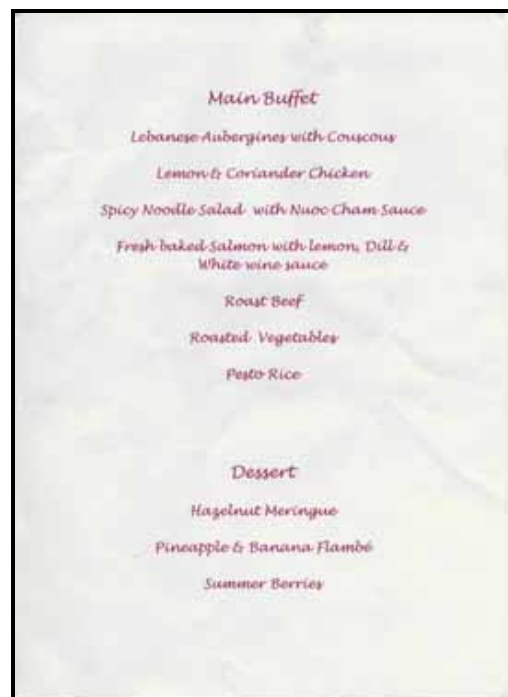 Main Buffet
Lebanese Aubergines with Couscous
Lemon & Coriander Chicken
Spicy Noodle Salad with Nuoc Cham Sauce
Fresh baked Salmon with lemon, Dill &
White wine sauce
Roast Beef
Roasted Vegetables
Pesto Rice
Dessert
Hazelnut Meringue
Pineapple & Banana Flambé
Summer Berries